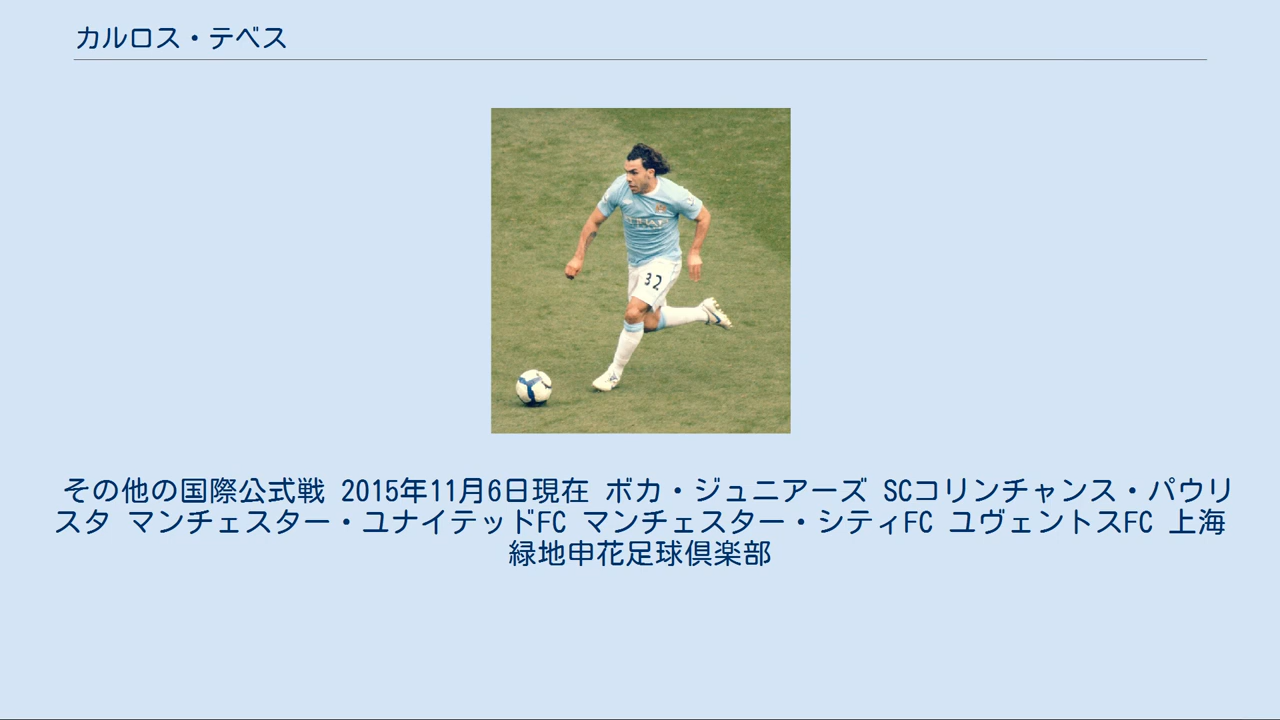 カルロス・テベス
32
その他の国際公式戦 2015年11月6日現在 ボカ・ジュニアーズ SCコリンチャンス・パウリ
スタ マンチェスター・ユナイテッドFC マンチェスター・シティFC ユヴェントスFC 上海
緑地申花足球倶楽部